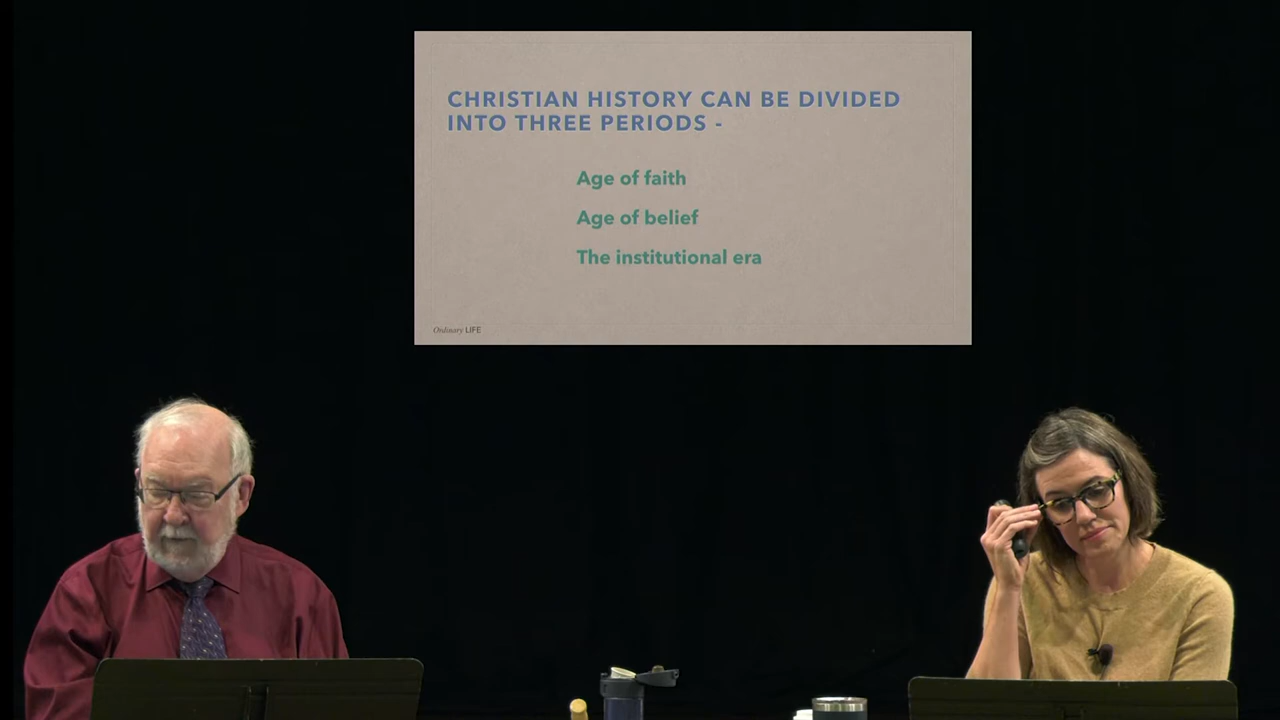 CHRISTIAN HISTORY CAN BE DIVIDED
INTO THREE PERIODS -
Age of faith
Age of belief
The institutional era
Ordinary LIFE